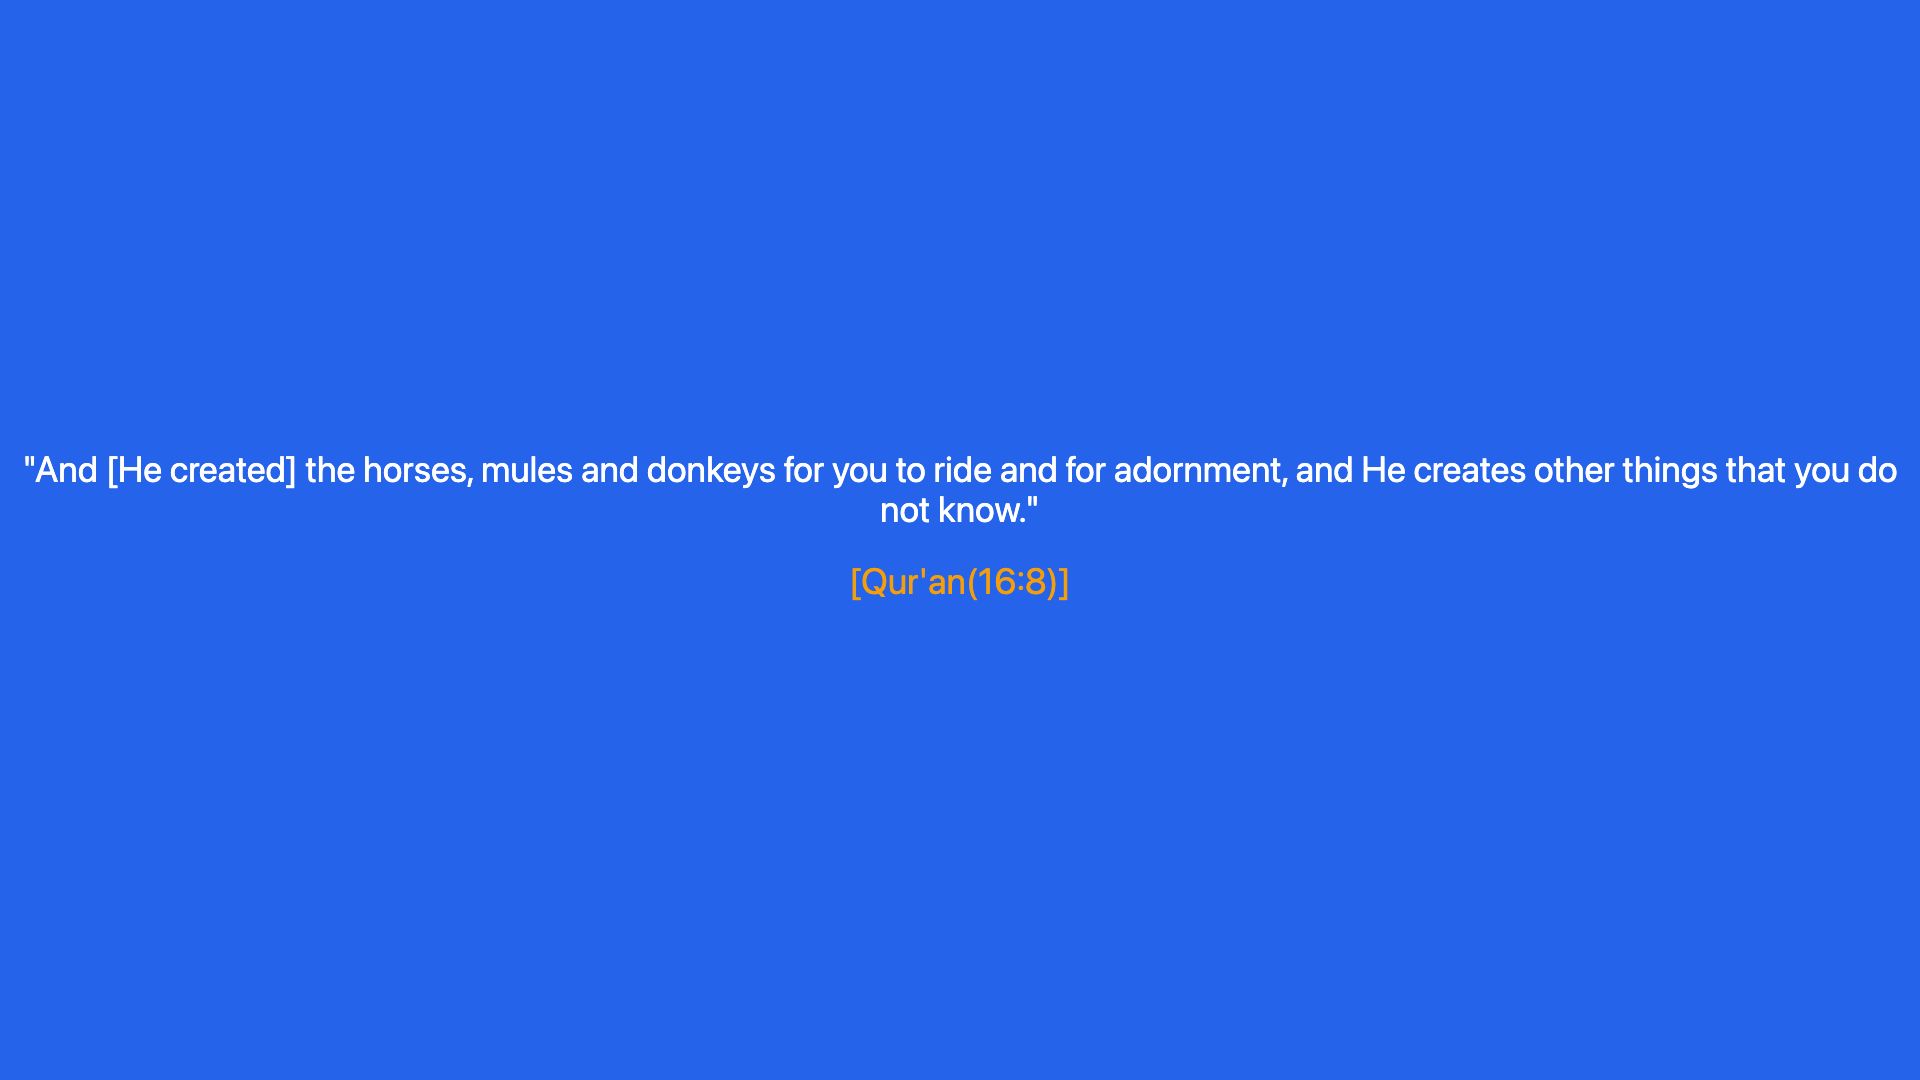 "And [He created] the horses, mules and donkeys for you to ride and for adornment, and He creates other things that you do
not know."
[Qur'an(16:8)]